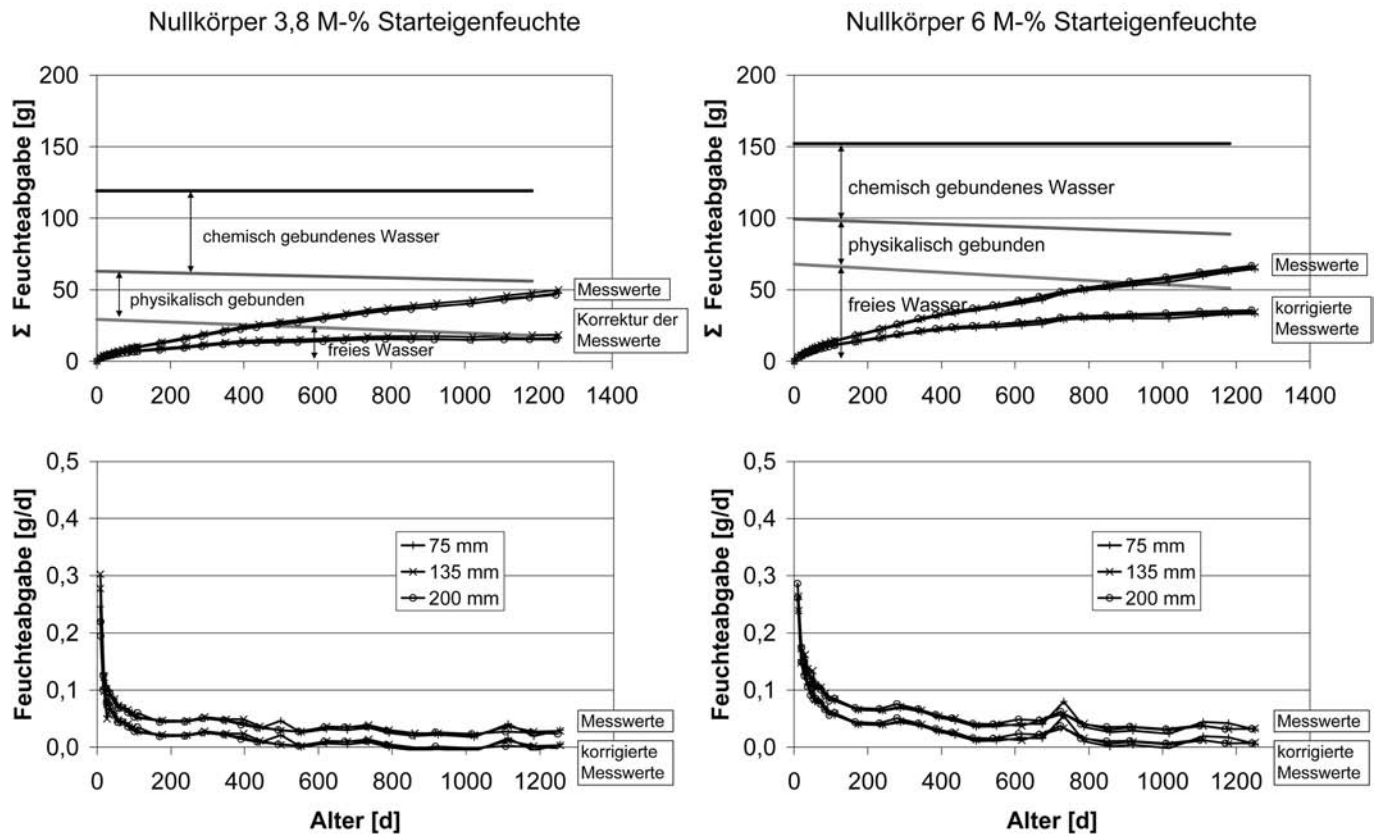 Nullkörper 3,8 M-% Starteigenfeuchte
Σ Feuchteabgabe [g]
200
150
100
50
0
chemisch gebundenes Wasser
physikalisch gebunden
freies Wasser
Messwerte
Korrektur der
Messwerte
0 200 400 600 800 1000 1200 1400
Nullkörper 6 M-% Starteigenfeuchte
Σ Feuchteabgabe [g]
200
150
100
50
0
chemisch gebundenes Wasser
physikalisch gebunden
freies Wasser
Messwerte
korrigierte
Messwerte
0 200 400 600 800 1000 1200 1400
Feuchteabgabe [g/d]
0,5
0,4
0,3
0,2
0,1
0,0
75 mm
135 mm
200 mm
Messwerte
korrigierte
Messwerte
0 200 400 600 800 1000 1200
Alter [d]
Feuchteabgabe [g/d]
0,5
0,4
0,3
0,2
0,1
0,0
75 mm
135 mm
200 mm
Messwerte
korrigierte
Messwerte
0 200 400 600 800 1000 1200
Alter [d]